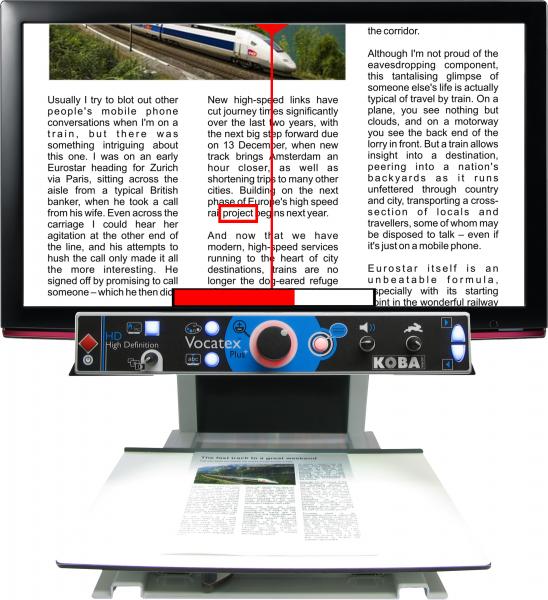 Usually I try to blot out other
people's mobile phone
conversations when I'm on a
train, but there was
something intriguing about
this one. I was on an early
Eurostar heading for Zurich
via Paris, sitting across the
aisle from a typical British
banker, when he took a call
from his wife. Even across the
carriage I could hear her
agitation at the other end of
the line, and his attempts to
hush the call only made it all
the more interesting. He
signed off by promising to call
someone – which he then did
New high-speed links have
cut journey times significantly
over the last two years, with
the next big step forward due
on 13 December, when new
track brings Amsterdam an
hour closer, as well as
shortening trips to many other
cities. Building on the next
phase of Europe's high speed
rail project begins next year.
And now that we have
modern, high-speed services
running to the heart of city
destinations, trains are no
longer the dog-eared refuge
the corridor.
Although I'm not proud of the
eavesdropping component,
this tantalising glimpse of
someone else's life is actually
typical of travel by train. On a
plane, you see nothing but
clouds, and on a motorway
you see the back end of the
lorry in front. But a train allows
insight into a destination,
peering into a nation's
backyards as it runs
unfettered through country
and city, transporting a cross-
section of locals and
travellers, some of whom may
be disposed to talk – even if
it's just on a mobile phone.
Eurostar itself is an
unbeatable formula,
especially with its starting
point in the wonderful railway
HD
High Definition
Vocatex
Plus
abc
KOBA
The fast track to a great weekend